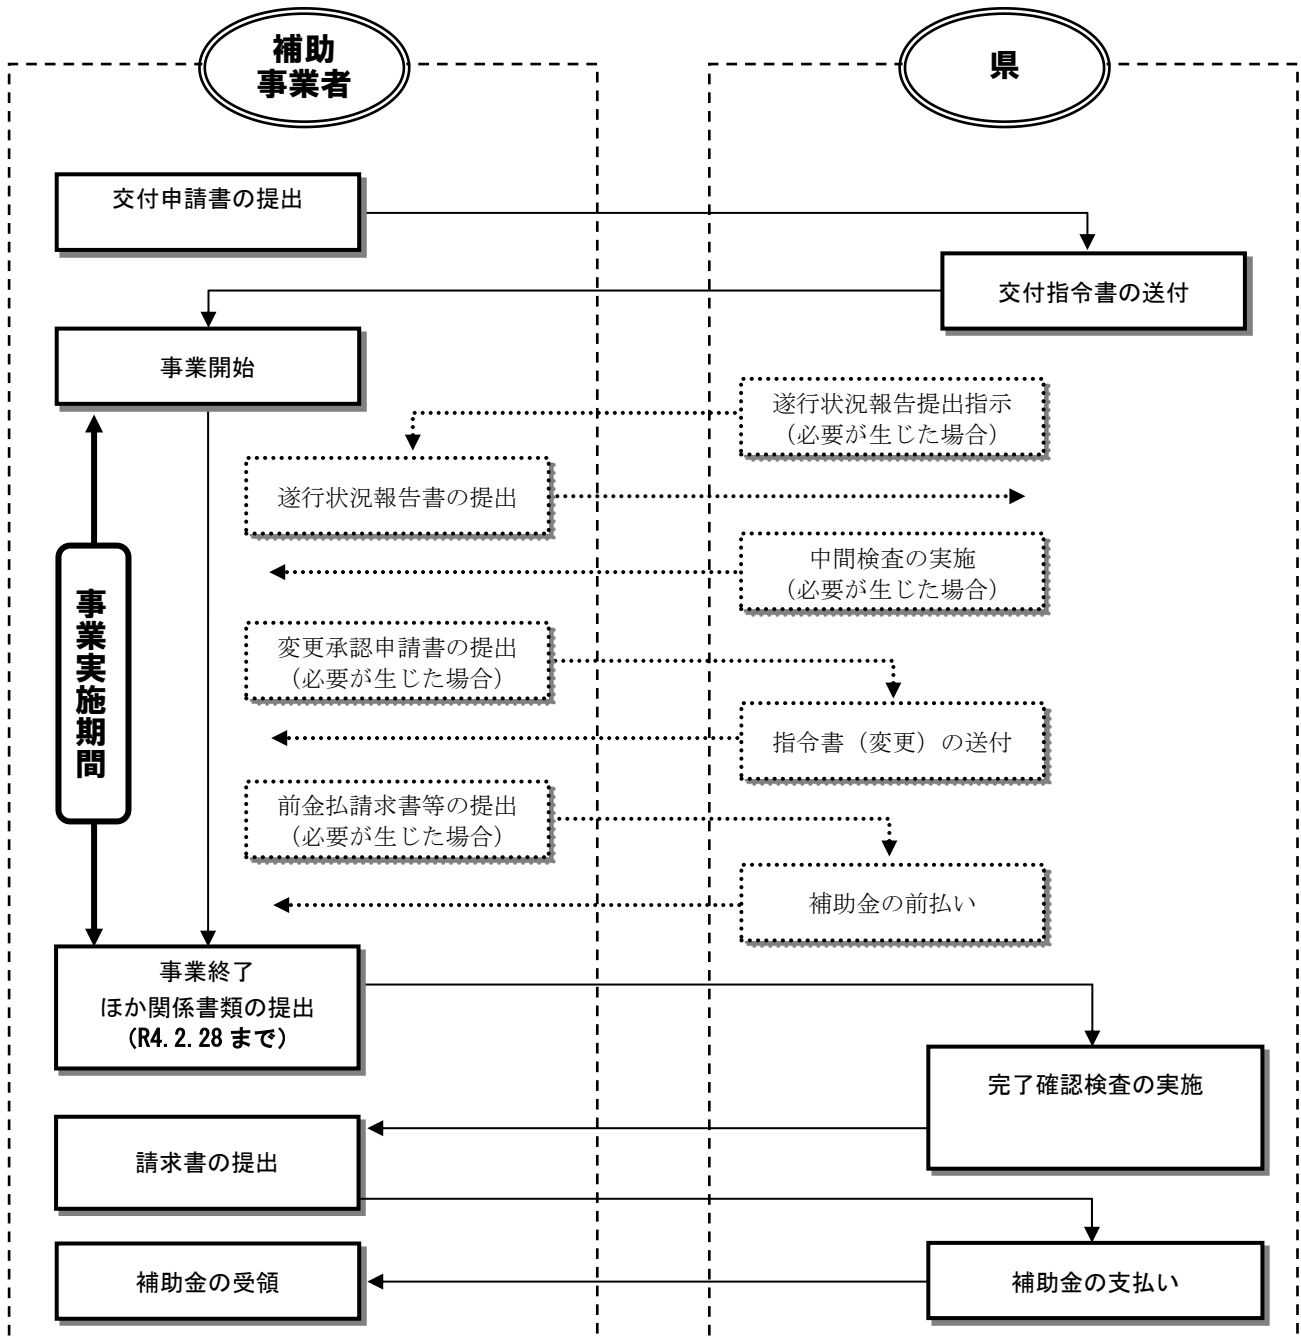 補助
事業者
県
交付申請書の提出
交付指令書の送付
事業開始
遂行状況報告提出指示
（必要が生じた場合）
遂行状況報告書の提出
中間検査の実施
（必要が生じた場合）
事業実施期間
変更承認申請書の提出
（必要が生じた場合）
指令書（変更）の送付
前金払請求書等の提出
（必要が生じた場合）
補助金の前払い
事業終了
ほか関係書類の提出
（R4.2.28 まで）
完了確認検査の実施
請求書の提出
補助金の受領
補助金の支払い